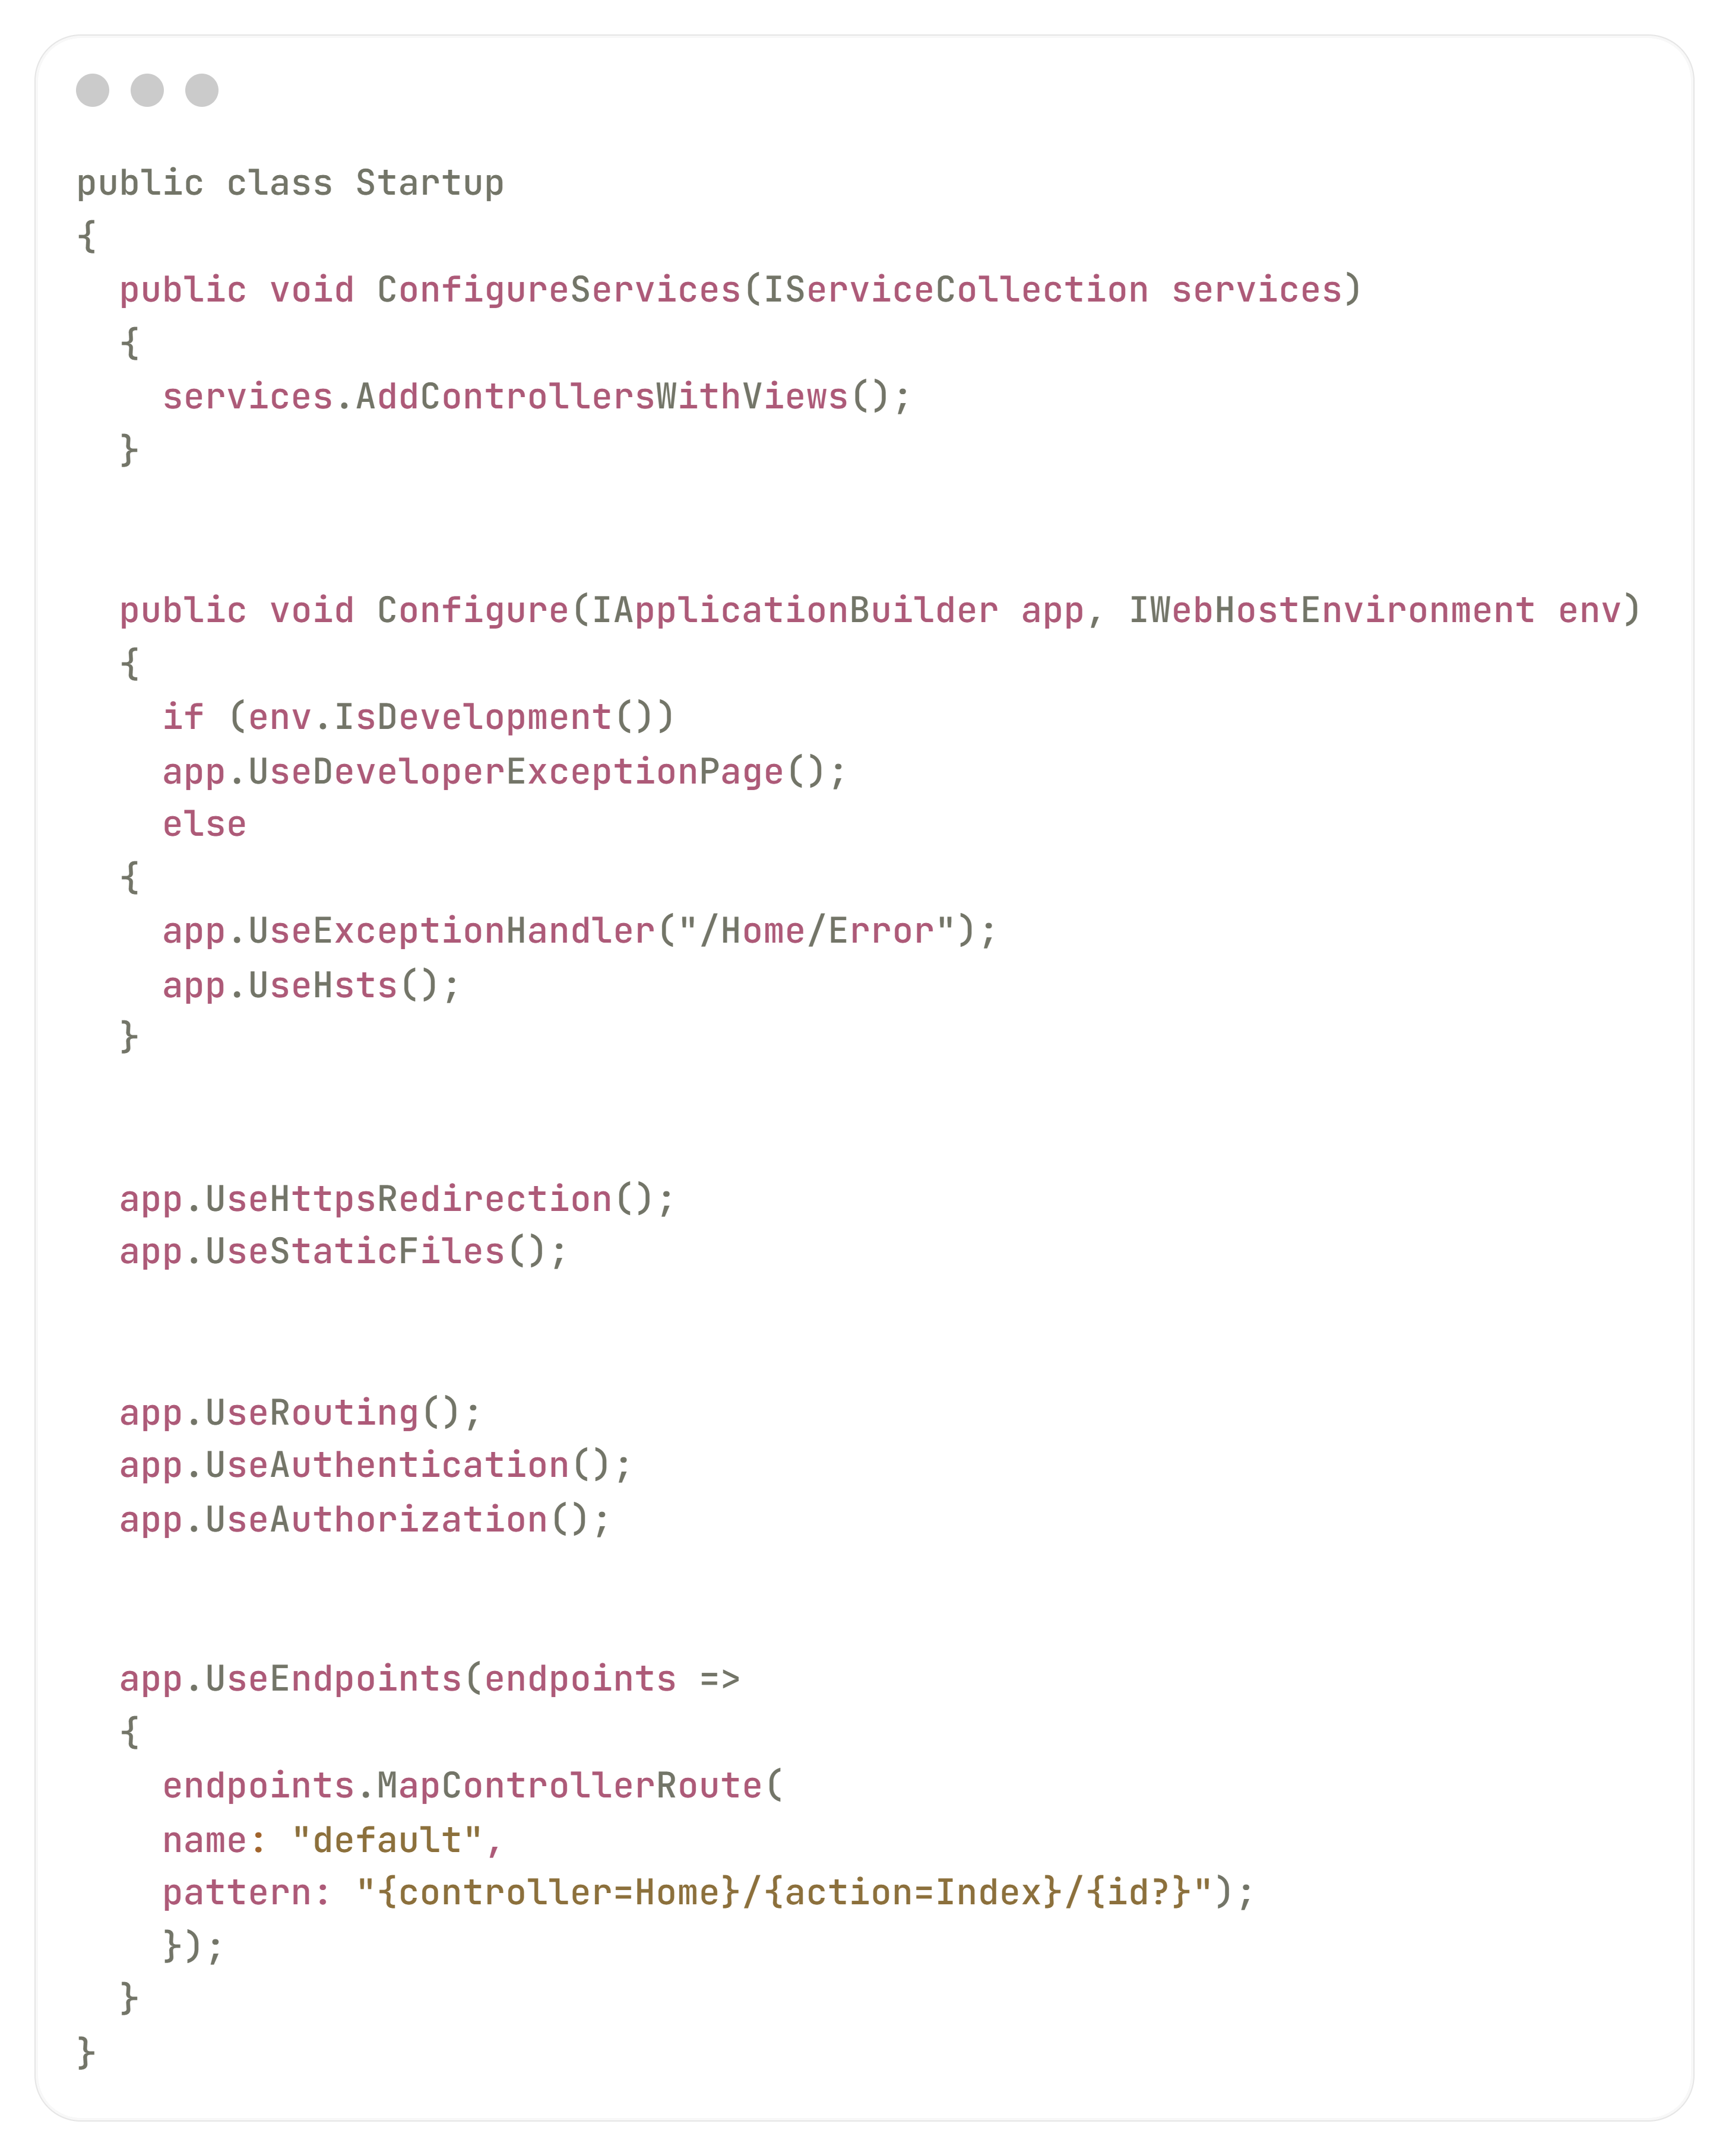 public class Startup
{
  public void ConfigureServices(IServiceCollection services)
  {
    services.AddControllersWithViews();
  }
  public void Configure(IApplicationBuilder app, IWebHostEnvironment env)
  {
    if (env.IsDevelopment())
    app.UseDeveloperExceptionPage();
    else
  {
    app.UseExceptionHandler("/Home/Error");
    app.UseHsts();
  }
  app.UseHttpsRedirection();
  app.UseStaticFiles();
  app.UseRouting();
  app.UseAuthentication();
  app.UseAuthorization();
  app.UseEndpoints(endpoints =>
  {
    endpoints.MapControllerRoute(
    name: "default",
    pattern: "{controller=Home}/{action=Index}/{id?}");
    });
  }
}